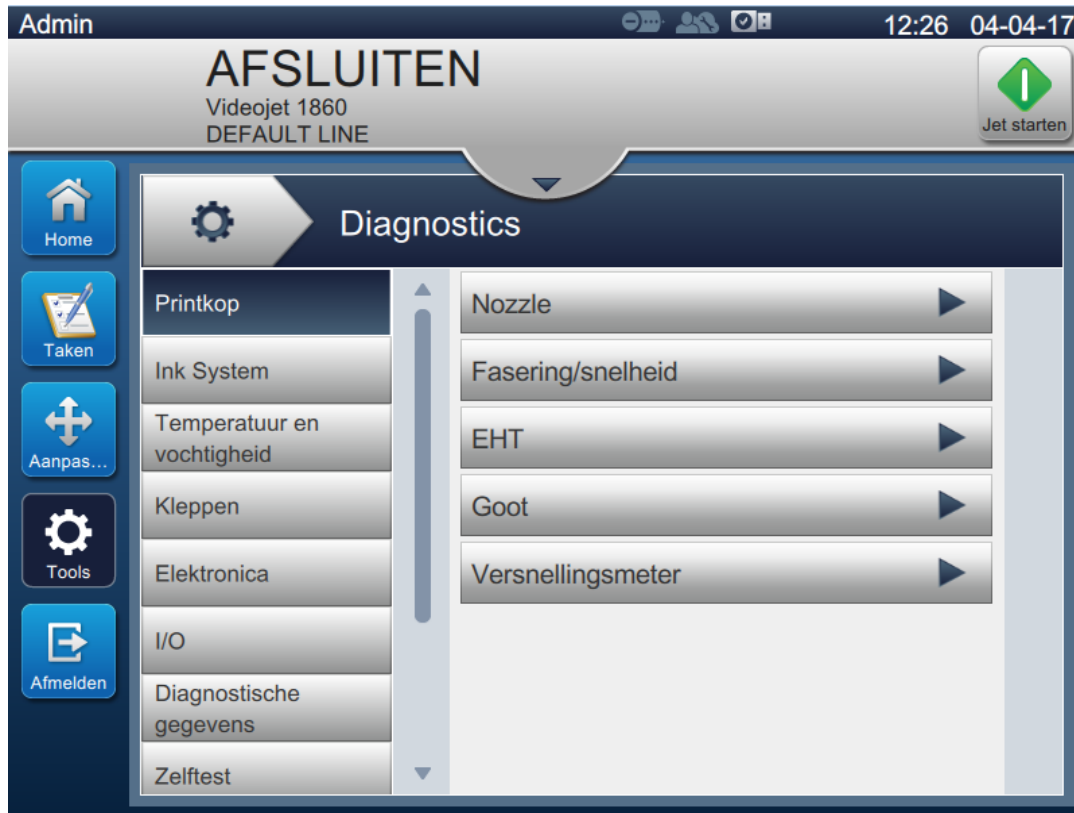 Admin
12:26 04-04-17
AFSLUITEN
Videojet 1860
DEFAULT LINE
Jet starten
Home
Taken
Aanpas...
Tools
Afmelden
Diagnostics
Printkop
Ink System
Temperatuur en
vochtigheid
Kleppen
Elektronica
I/O
Diagnostische
gegevens
Zelftest
Nozzle
Fasering/snelheid
EHT
Goot
Versnellingsmeter